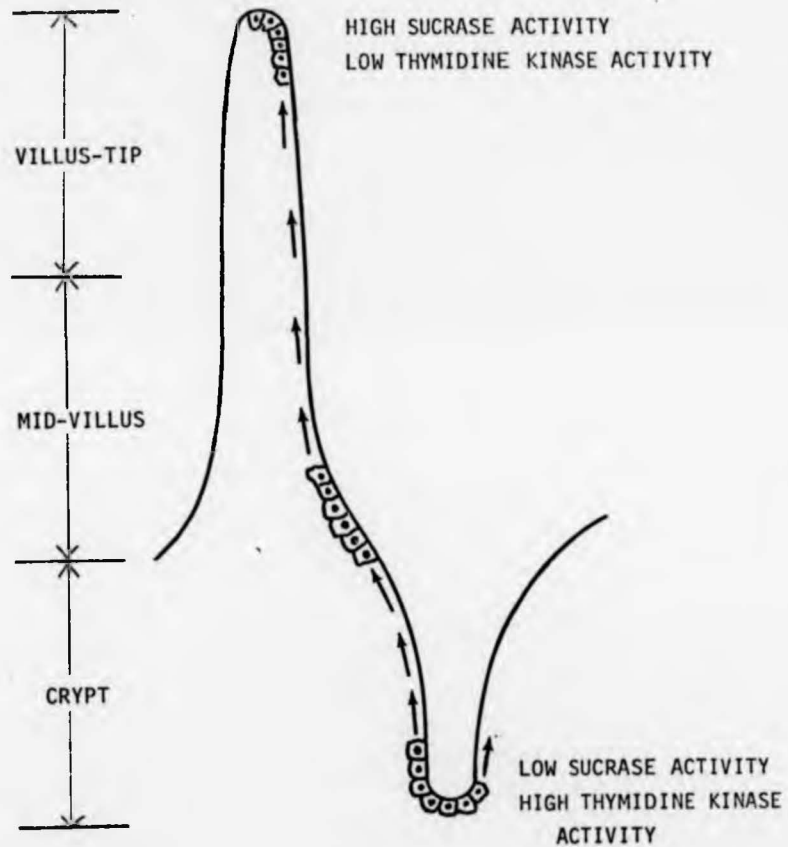 HIGH SUCRASE ACTIVITY
LOW THYMIDINE KINASE ACTIVITY
VILLUS-TIP
MID-VILLUS
CRYPT
LOW SUCRASE ACTIVITY
HIGH THYMIDINE KINASE
ACTIVITY